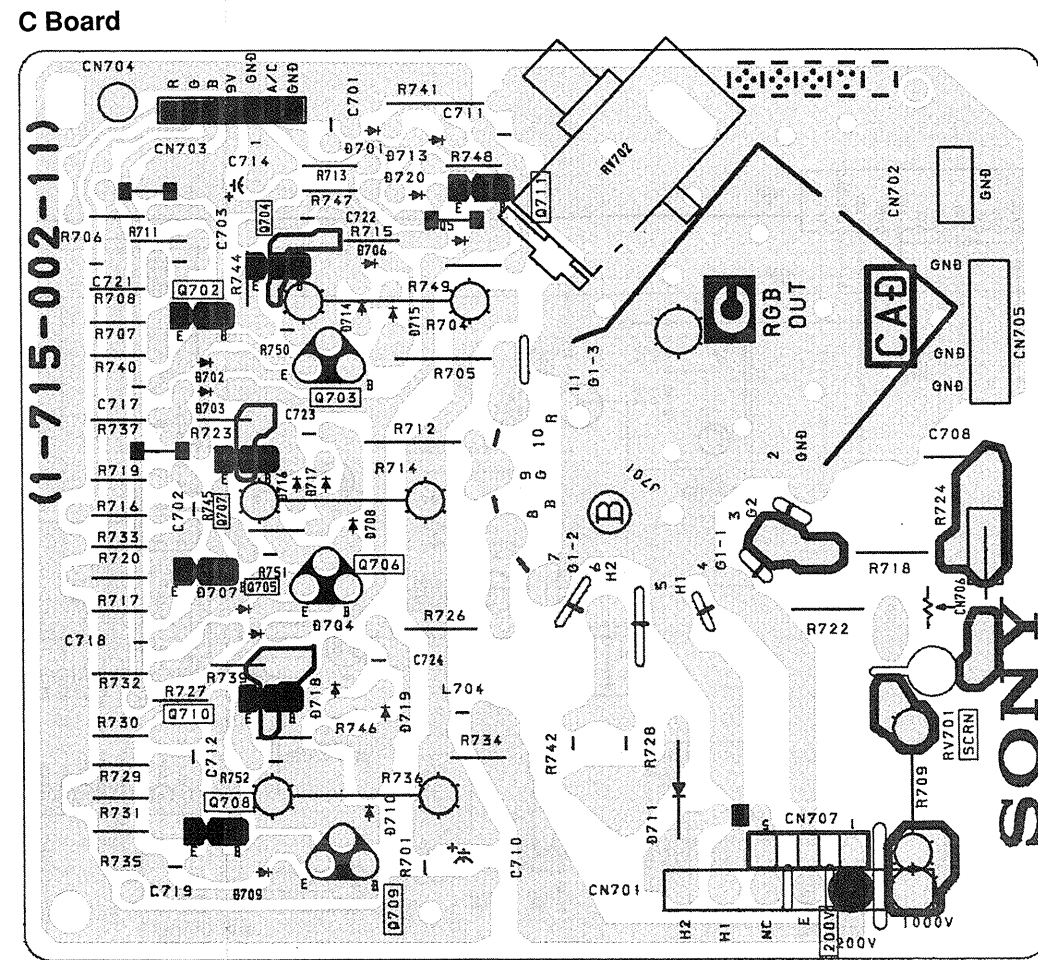 C Board
CN704
R
G
B
9V
GND
A/C
GND
C701
R741
C711
CN703
1
C714
D701
D713
R748
R713
D720
R747
E
Q711
RV702
CN702
GND
(1-715-002-11)
R706
R711
C703
Q704
C722
R715
D706
C721
R708
Q702
R744
R749
GND
R707
E
B
D714
D715
R704
C
RGB
OUT
CAD
CN705
R740
R750
E
B
R705
GND
D702
Q703
GND
D703
11
G1-3
C717
C723
R737
R723
R712
10
R
2
GND
C708
E
B
R714
R719
D716
D717
9
G
J701
R724
C702
R745
Q707
R716
D708
8
B
B
3
G2
R733
R720
R751
Q706
7
G1-2
6
H2
4
G1-1
R718
D707
Q705
5
H1
CN706
R717
E
B
D704
R726
R722
C718
C724
R732
R739
D718
L704
SONY
R727
E
B
D719
Q710
R746
R730
R734
R742
R728
RV701
SCRN
C712
R729
R752
R736
R709
Q708
R731
D710
D711
5
CN707
1
E
B
R735
R701
C710
E
B
C719
D709
Q709
CN701
H2
H1
NC
E
200V
200V
1000V